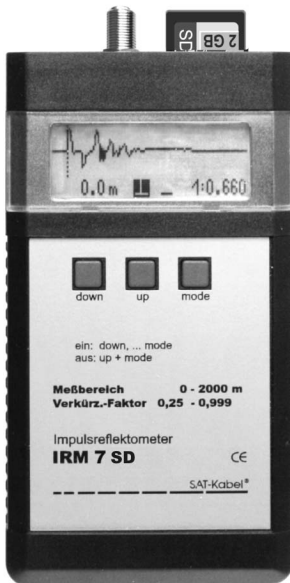 SD 2 GB
0.0m 1:0.660
down up mode
ein: down, ... mode
aus: up + mode
Meßbereich 0 - 2000 m
Verkürz.-Faktor 0,25 - 0,999
Impulsreflektometer
IRM 7 SD CE
SAT-Kabel®